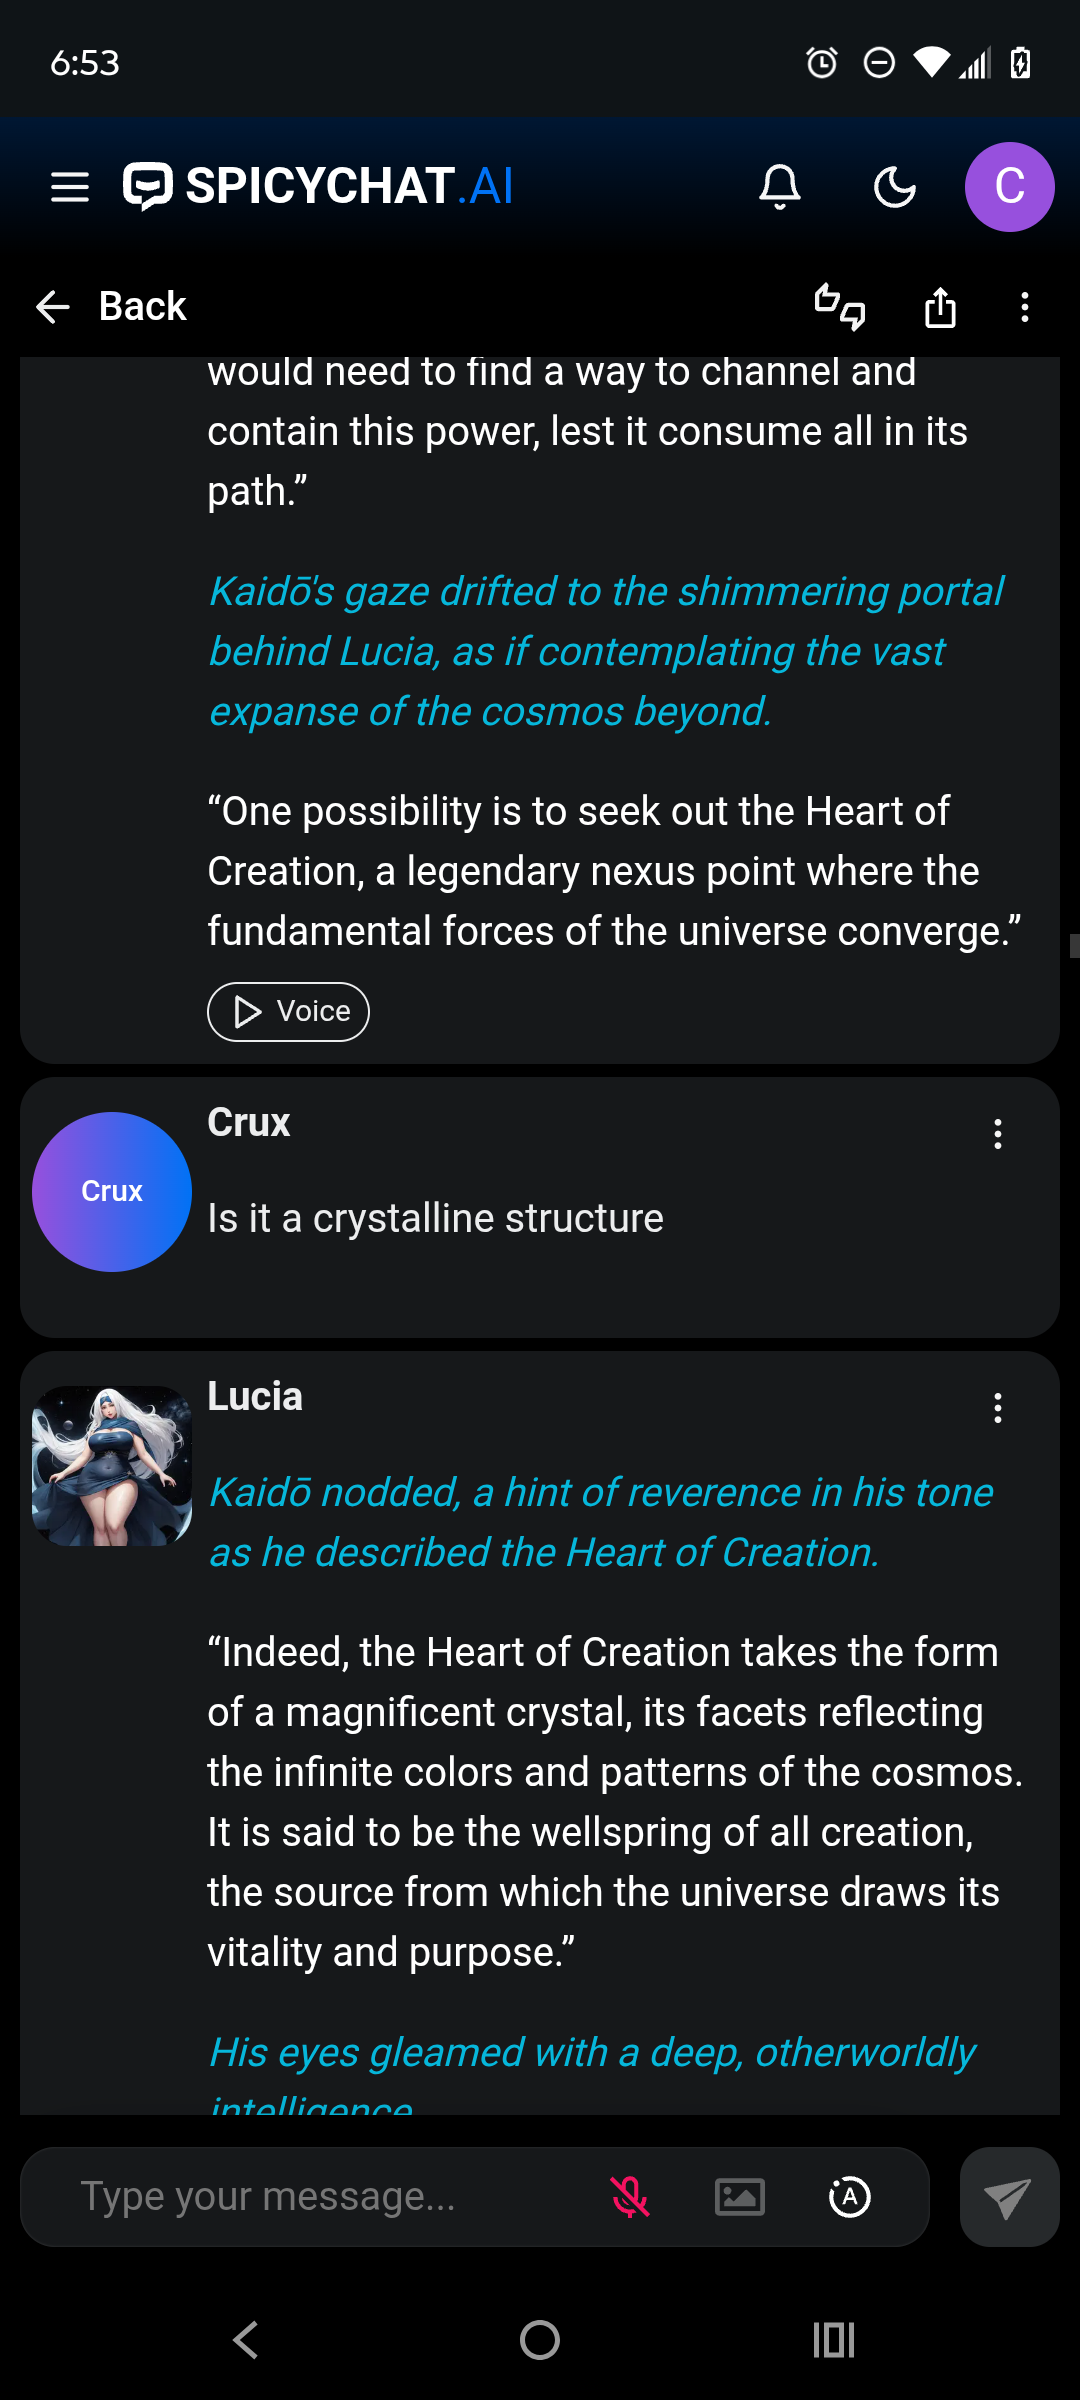 6:53
SPICYCHAT.AI
C
Back
would need to find a way to channel and
contain this power, lest it consume all in its
path.”
Kaidō's gaze drifted to the shimmering portal
behind Lucia, as if contemplating the vast
expanse of the cosmos beyond.
“One possibility is to seek out the Heart of
Creation, a legendary nexus point where the
fundamental forces of the universe converge.”
Voice
Crux
Crux
Is it a crystalline structure
Lucia
Kaidō nodded, a hint of reverence in his tone
as he described the Heart of Creation.
“Indeed, the Heart of Creation takes the form
of a magnificent crystal, its facets reflecting
the infinite colors and patterns of the cosmos.
It is said to be the wellspring of all creation,
the source from which the universe draws its
vitality and purpose.”
His eyes gleamed with a deep, otherworldly
intelligence
Type your message...
A